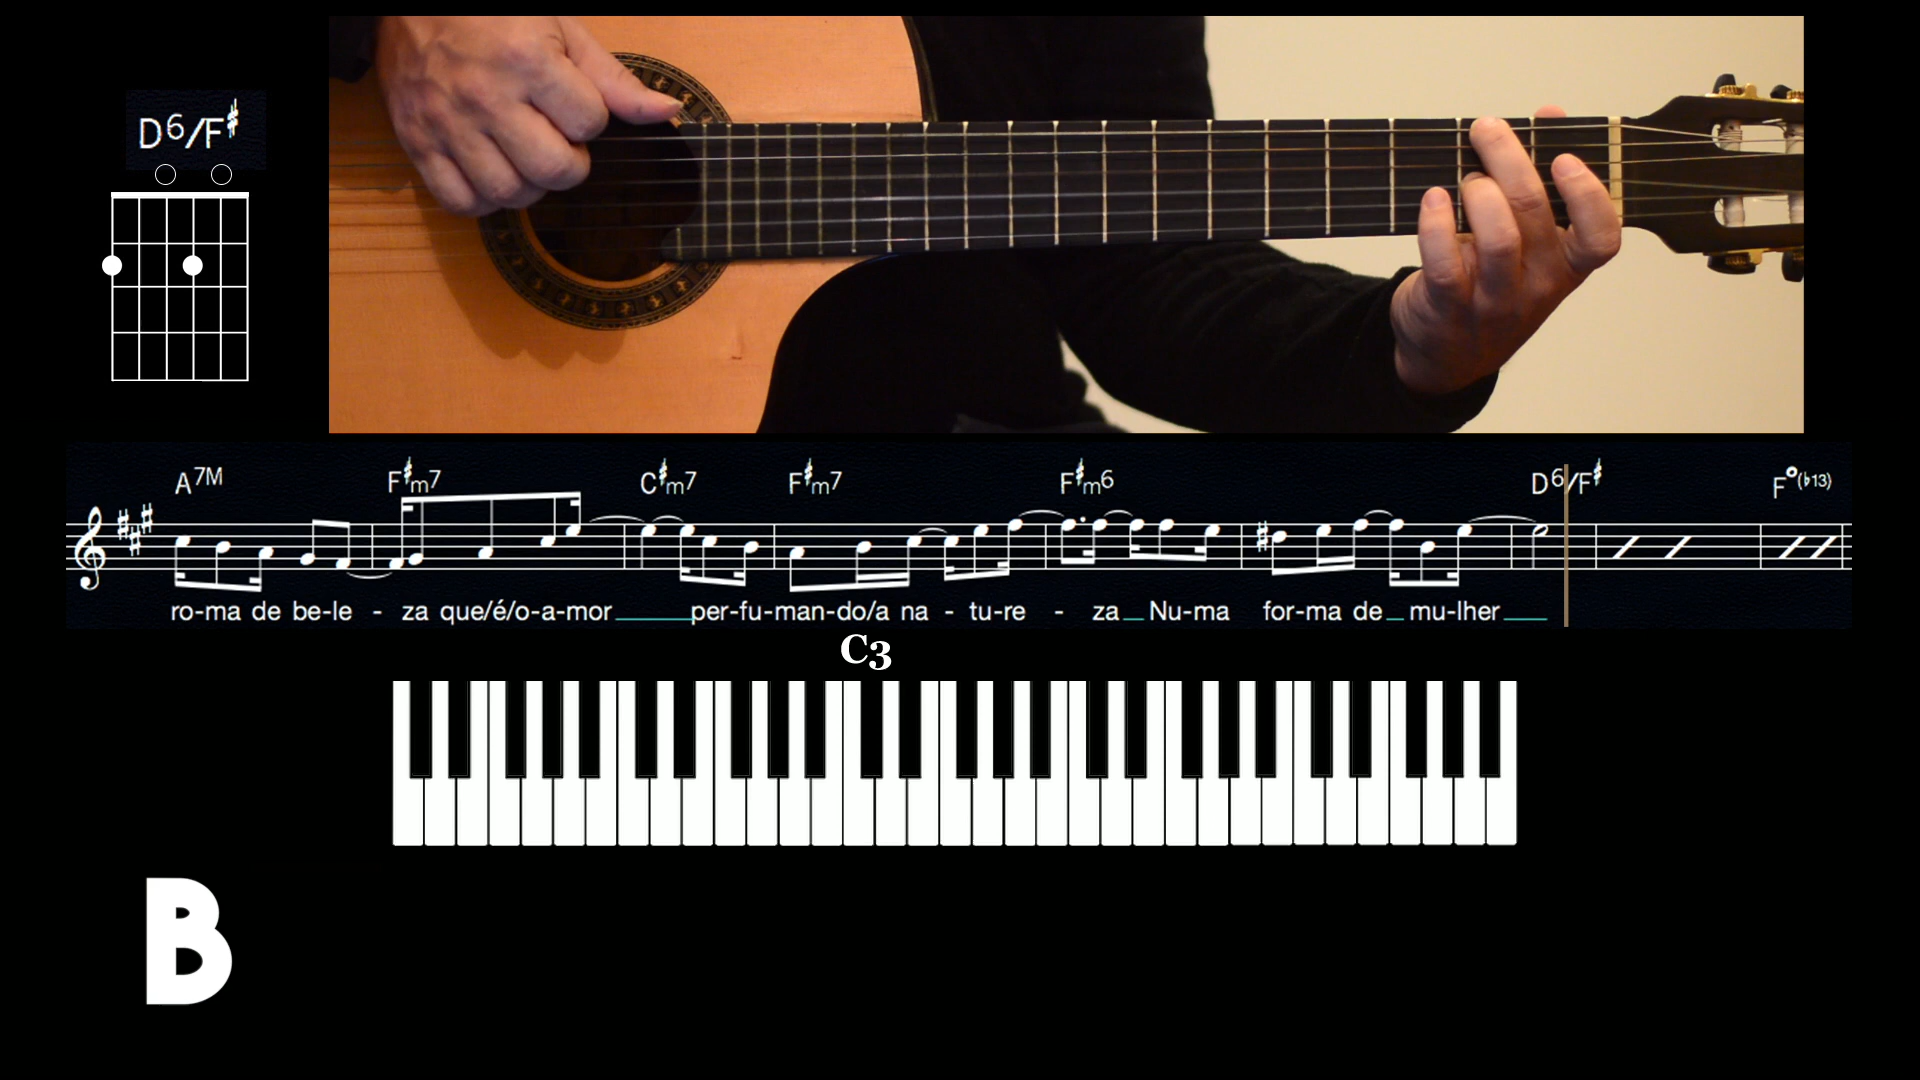 D6/F♯
A7M F♯m7 C♯m7 F♯m7 F♯m6 D6/F♯ F°(♭13)
ro-ma de be-le - za que/é/o-a-mor per-fu-man-do/a na - tu-re - za Nu-ma for-ma de mu-lher
C3
B